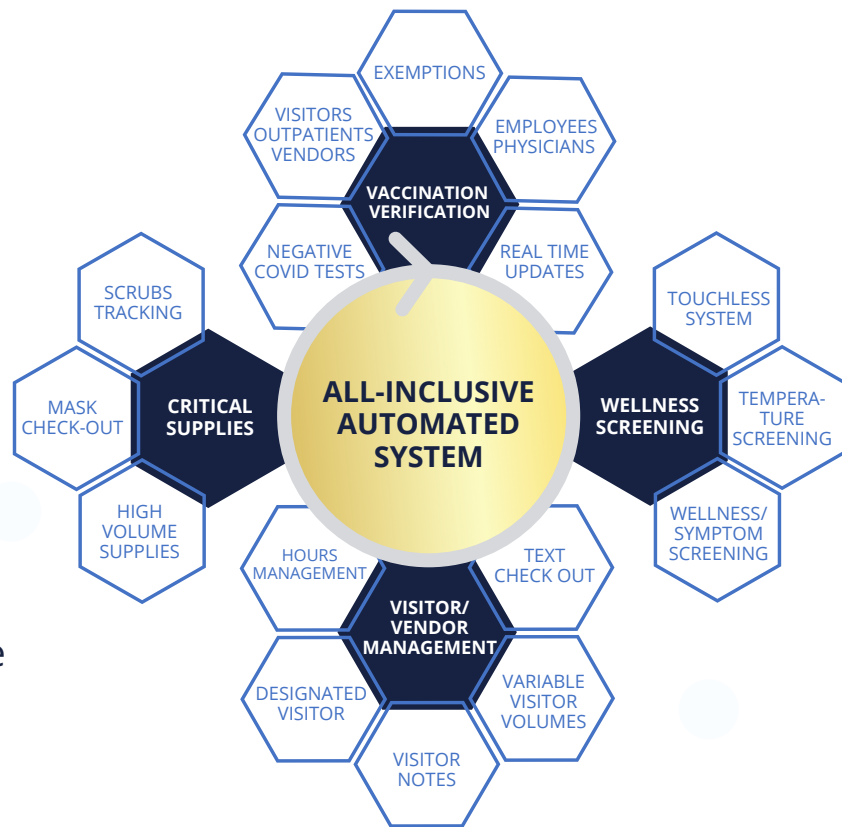 EXEMPTIONS
VISITORS
OUTPATIENTS
VENDORS
EMPLOYEES
PHYSICIANS
VACCINATION
VERIFICATION
NEGATIVE
COVID TESTS
REAL TIME
UPDATES
SCRUBS
TRACKING
MASK
CHECK-OUT
HIGH
VOLUME
SUPPLIES
CRITICAL
SUPPLIES
ALL-INCLUSIVE
AUTOMATED
SYSTEM
WELLNESS
SCREENING
TOUCHLESS
SYSTEM
TEMPERA-
TURE
SCREENING
WELLNESS/
SYMPTOM
SCREENING
HOURS
MANAGEMENT
TEXT
CHECK OUT
VISITOR/
VENDOR
MANAGEMENT
DESIGNATED
VISITOR
VARIABLE
VISITOR
VOLUMES
VISITOR
NOTES
e